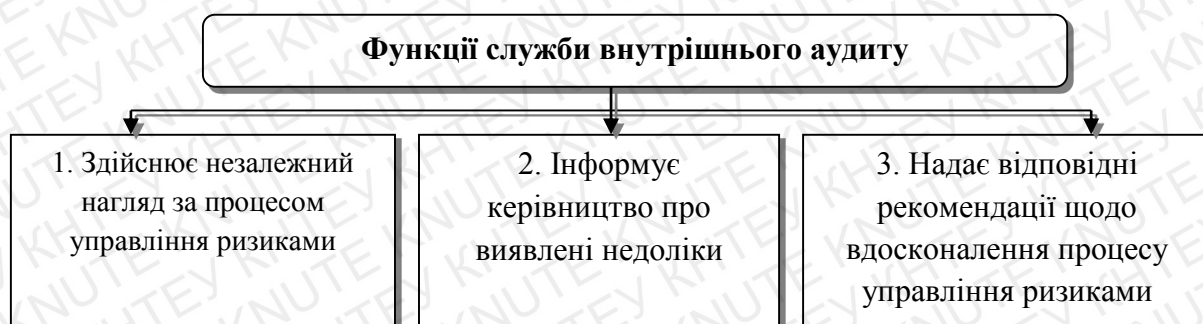 Функції служби внутрішнього аудиту
1. Здійснює незалежний
нагляд за процесом
управління ризиками
2. Інформує
керівництво про
виявлені недоліки
3. Надає відповідні
рекомендації щодо
вдосконалення процесу
управління ризиками